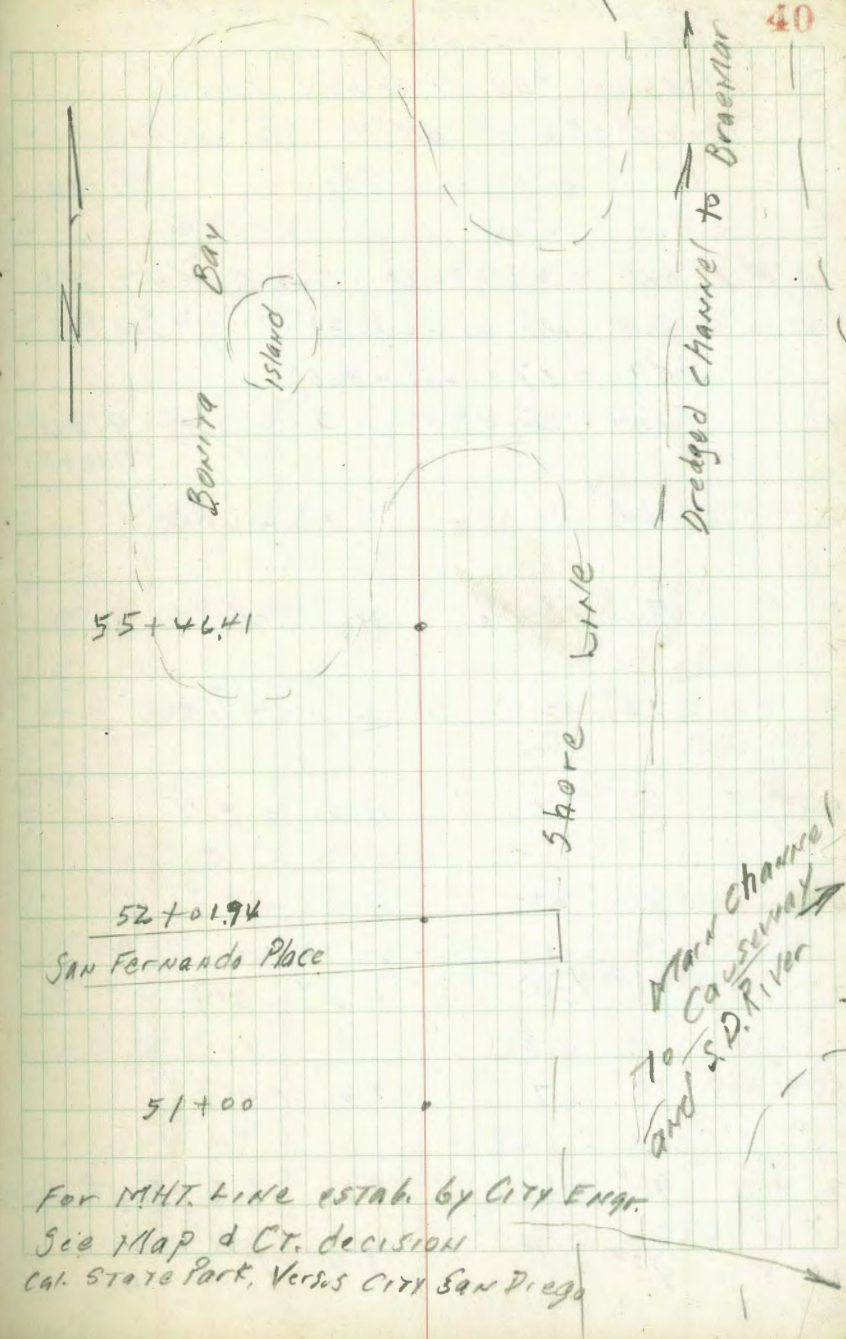 40
Dredged channel to Braemar
Bonita Bay
Island
55+46.41
Shore Line
52+01.94
San Fernando Place
Main Channel
To Causeway
and S.D. River
51+00
For MHT. Line estab. by City Engr.
See Map & Ct. decision
Cal. State Park. Versus City San Diego